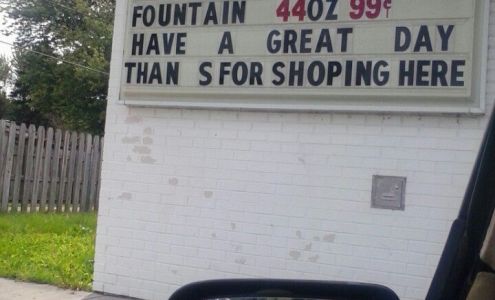 FOUNTAIN 44OZ 99¢
HAVE A GREAT DAY
THAN S FOR SHOPING HERE